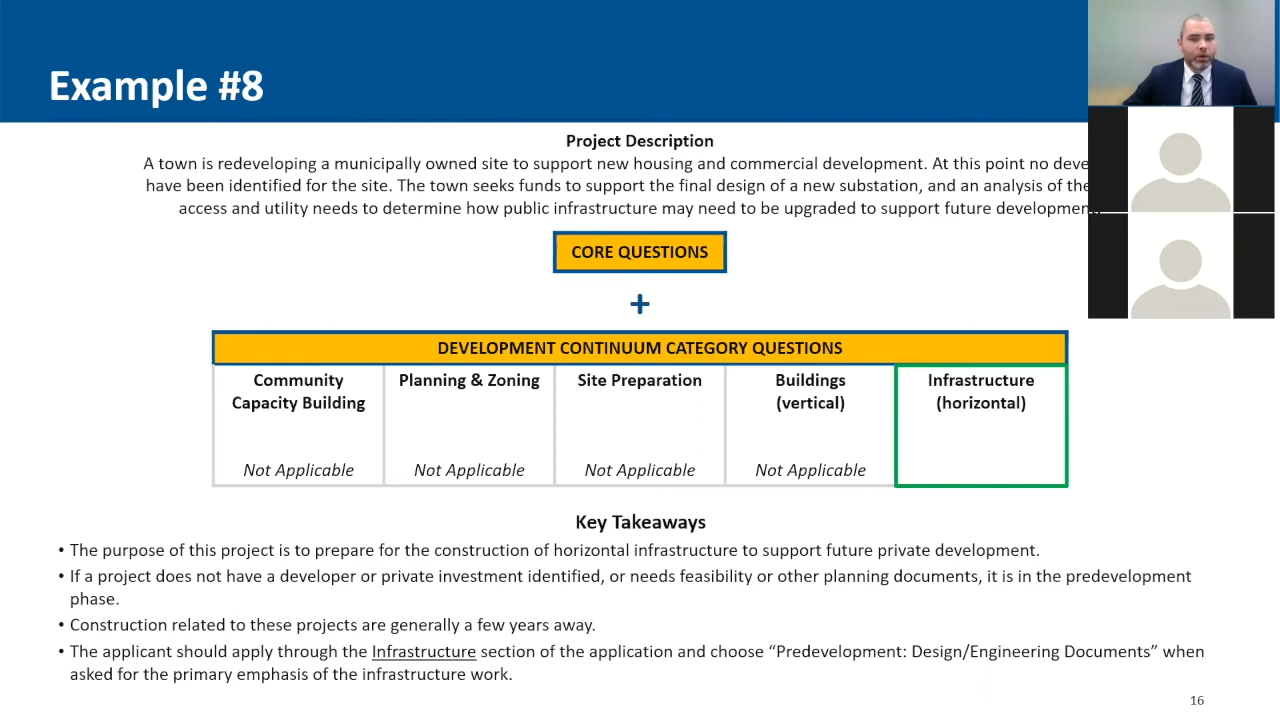 Example #8
Project Description
A town is redeveloping a municipally owned site to support new housing and commercial development. At this point no deve
have been identified for the site. The town seeks funds to support the final design of a new substation, and an analysis of the
access and utility needs to determine how public infrastructure may need to be upgraded to support future development.
CORE QUESTIONS
+
DEVELOPMENT CONTINUUM CATEGORY QUESTIONS
Community
Capacity Building
Not Applicable
Planning & Zoning
Not Applicable
Site Preparation
Not Applicable
Buildings
(vertical)
Not Applicable
Infrastructure
(horizontal)
Key Takeaways
• The purpose of this project is to prepare for the construction of horizontal infrastructure to support future private development.
• If a project does not have a developer or private investment identified, or needs feasibility or other planning documents, it is in the predevelopment
phase.
• Construction related to these projects are generally a few years away.
• The applicant should apply through the Infrastructure section of the application and choose “Predevelopment: Design/Engineering Documents” when
asked for the primary emphasis of the infrastructure work.
16